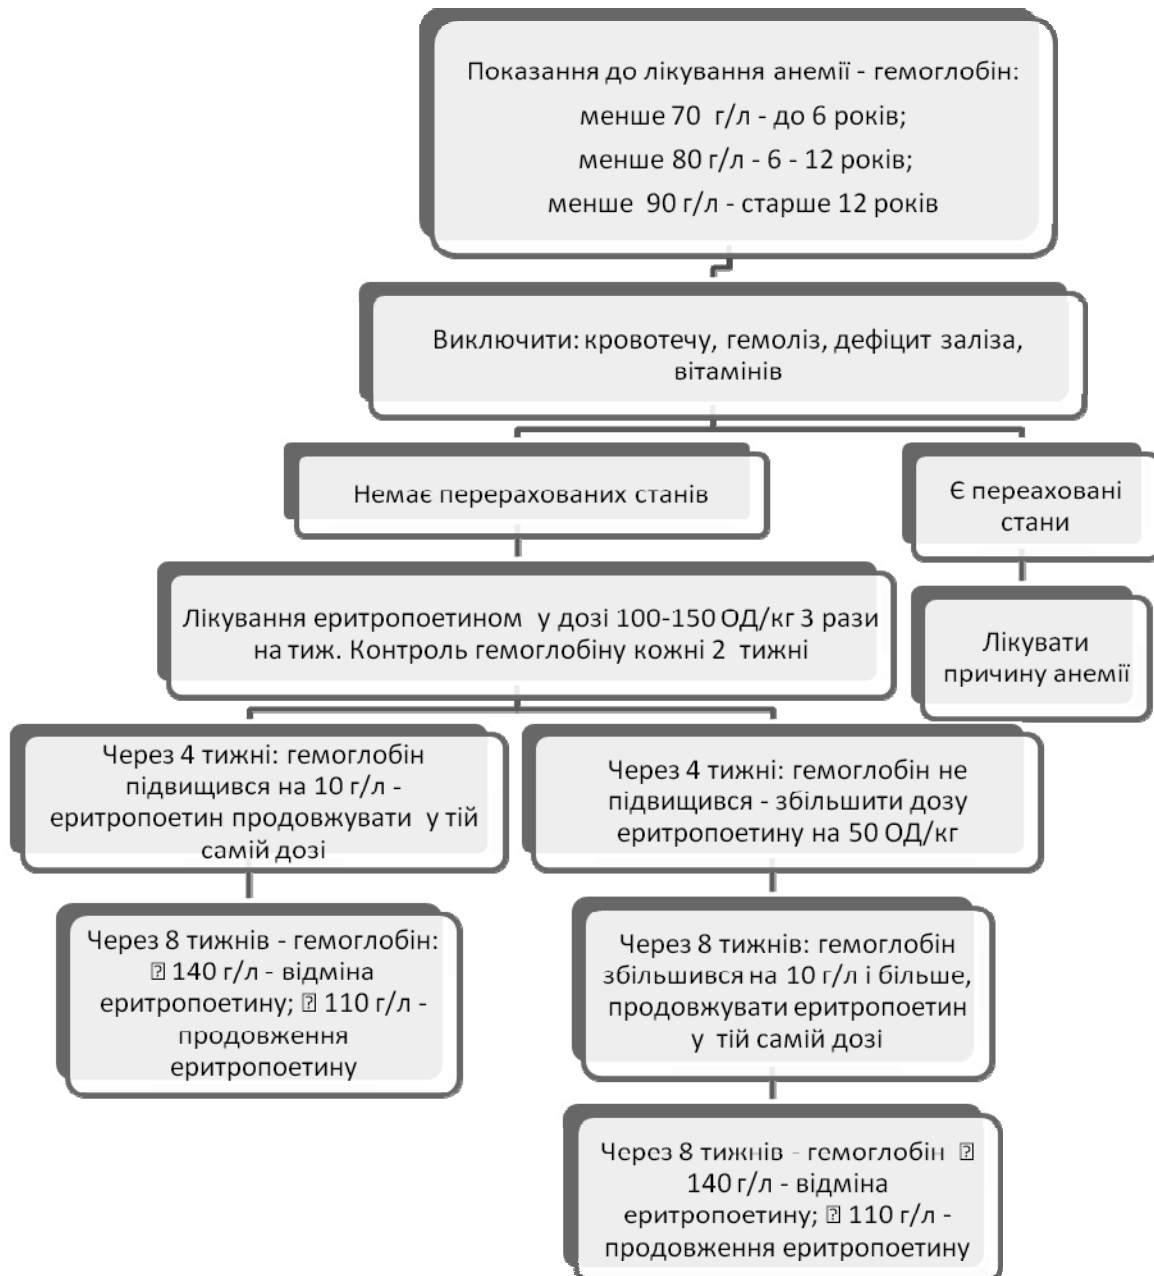 Показання до лікування анемії - гемоглобін:
менше 70 г/л - до 6 років;
менше 80 г/л - 6 - 12 років;
менше 90 г/л - старше 12 років
Виключити: кровотечу, гемоліз, дефіцит заліза,
вітамінів
Немає перерахованих станів
Є переаховані
стани
Лікування еритропоетином у дозі 100-150 ОД/кг 3 рази
на тиж. Контроль гемоглобіну кожні 2 тижні
Лікувати
причину анемії
Через 4 тижні: гемоглобін
підвищився на 10 г/л -
еритропоетин продовжувати у тій
самій дозі
Через 4 тижні: гемоглобін не
підвищився - збільшити дозу
еритропоетину на 50 ОД/кг
Через 8 тижнів - гемоглобін:
⍰ 140 г/л - відміна
еритропоетину; ⍰ 110 г/л -
продовження
еритропоетину
Через 8 тижнів: гемоглобін
збільшився на 10 г/л і більше,
продовжувати еритропоетин
у тій самій дозі
Через 8 тижнів - гемоглобін ⍰
140 г/л - відміна
еритропоетину; ⍰ 110 г/л -
продовження еритропоетину